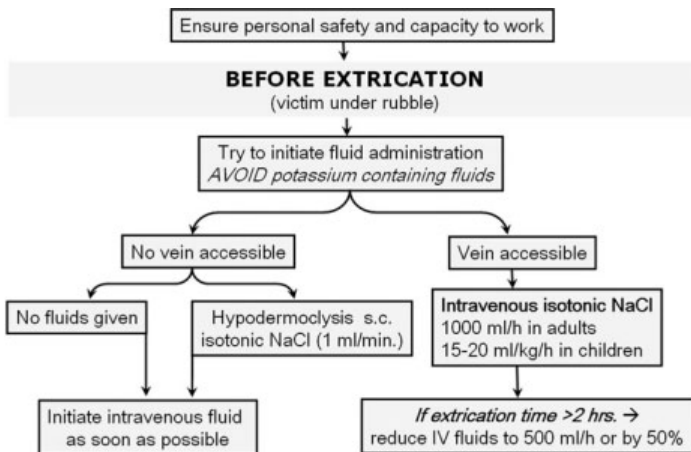 Ensure personal safety and capacity to work
BEFORE EXTRICATION
(victim under rubble)
Try to initiate fluid administration
AVOID potassium containing fluids
No vein accessible
Vein accessible
No fluids given
Hypodermoclysis s.c.
isotonic NaCl (1 ml/min.)
Intravenous isotonic NaCl
1000 ml/h in adults
15-20 ml/kg/h in children
Initiate intravenous fluid
as soon as possible
If extrication time >2 hrs. →
reduce IV fluids to 500 ml/h or by 50%